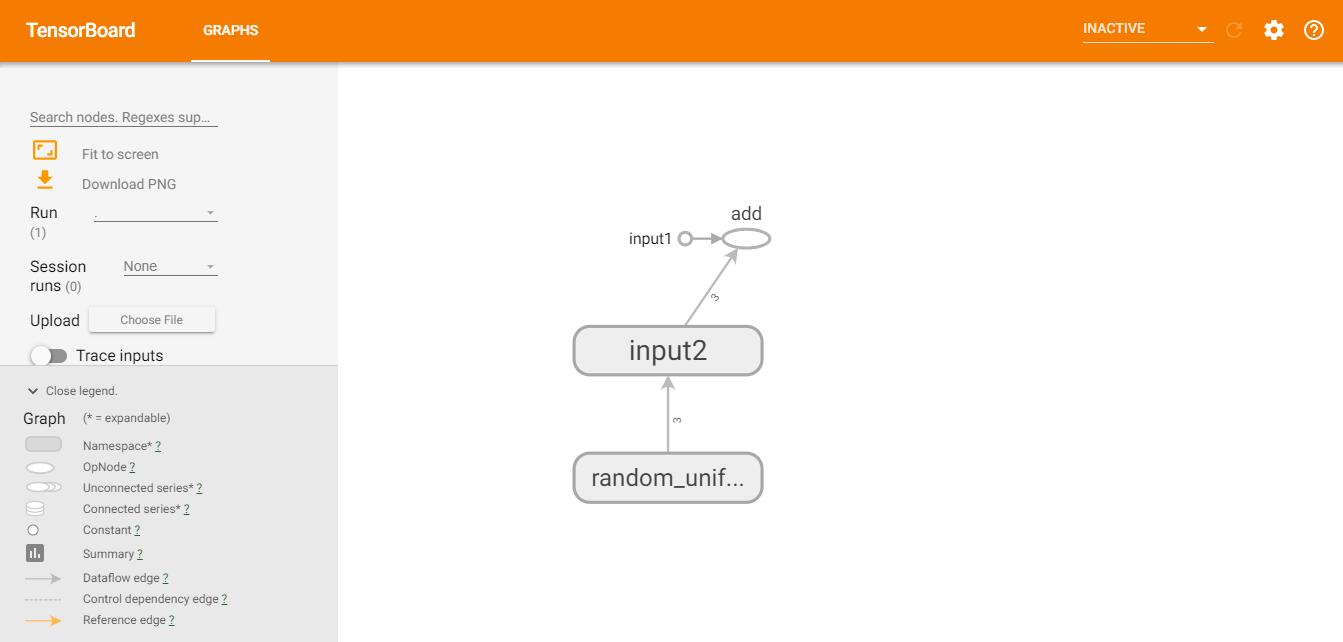 TensorBoard
GRAPHS
INACTIVE
Search nodes. Regexes sup...
Fit to screen
Download PNG
Run
(1)
.
Session
runs (0)
None
Upload
Choose File
Trace inputs
Close legend.
Graph
(* = expandable)
Namespace* ?
OpNode ?
Unconnected series* ?
Connected series* ?
Constant ?
Summary ?
Dataflow edge ?
Control dependency edge ?
Reference edge ?
add
input1
3
input2
3
random_unif...